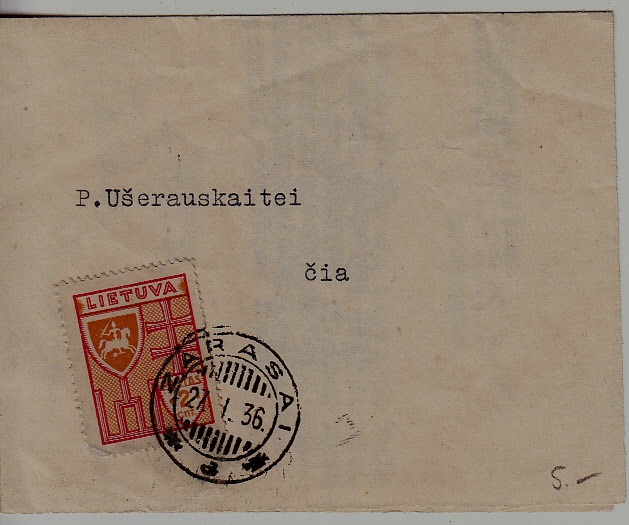 P.Ušerauskaitei
čia
LIETUVA
ZARASAI
27. I. 36.
P
5.—